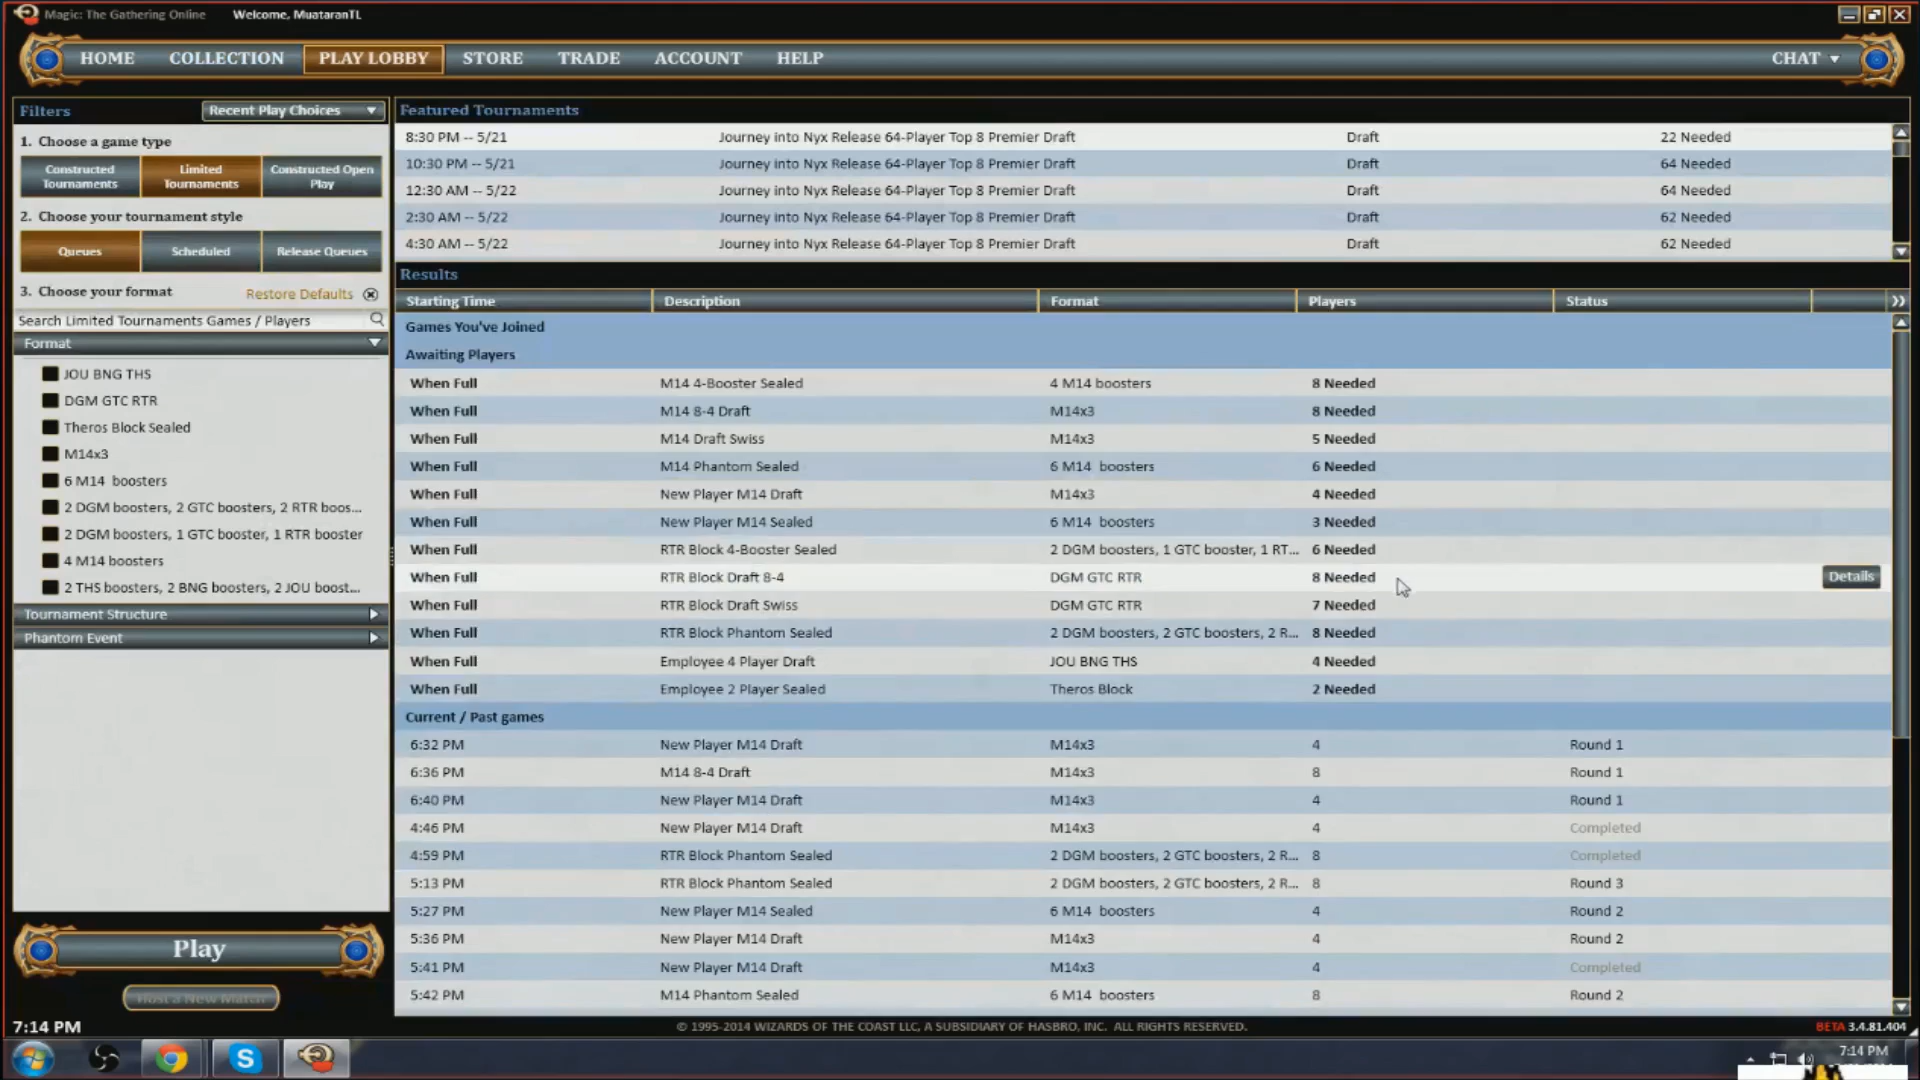 Magic: The Gathering Online Welcome, MuataranTL
HOME COLLECTION PLAY LOBBY STORE TRADE ACCOUNT HELP CHAT
Filters Recent Play Choices
1. Choose a game type
Constructed Tournaments Limited Tournaments Constructed Open Play
2. Choose your tournament style
Queues Scheduled Release Queues
3. Choose your format Restore Defaults
Search Limited Tournaments Games / Players
Format
JOU BNG THS
DGM GTC RTR
Theros Block Sealed
M14x3
6 M14 boosters
2 DGM boosters, 2 GTC boosters, 2 RTR boos...
2 DGM boosters, 1 GTC booster, 1 RTR booster
4 M14 boosters
2 THS boosters, 2 BNG boosters, 2 JOU boost...
Tournament Structure
Phantom Event
Play
Host a New Match
7:14 PM
Featured Tournaments
8:30 PM -- 5/21 Journey into Nyx Release 64-Player Top 8 Premier Draft Draft 22 Needed
10:30 PM -- 5/21 Journey into Nyx Release 64-Player Top 8 Premier Draft Draft 64 Needed
12:30 AM -- 5/22 Journey into Nyx Release 64-Player Top 8 Premier Draft Draft 64 Needed
2:30 AM -- 5/22 Journey into Nyx Release 64-Player Top 8 Premier Draft Draft 62 Needed
4:30 AM -- 5/22 Journey into Nyx Release 64-Player Top 8 Premier Draft Draft 62 Needed
Results
Starting Time Description Format Players Status
Games You've Joined
Awaiting Players
When Full M14 4-Booster Sealed 4 M14 boosters 8 Needed
When Full M14 8-4 Draft M14x3 8 Needed
When Full M14 Draft Swiss M14x3 5 Needed
When Full M14 Phantom Sealed 6 M14 boosters 6 Needed
When Full New Player M14 Draft M14x3 4 Needed
When Full New Player M14 Sealed 6 M14 boosters 3 Needed
When Full RTR Block 4-Booster Sealed 2 DGM boosters, 1 GTC booster, 1 RT... 6 Needed
When Full RTR Block Draft 8-4 DGM GTC RTR 8 Needed Details
When Full RTR Block Draft Swiss DGM GTC RTR 7 Needed
When Full RTR Block Phantom Sealed 2 DGM boosters, 2 GTC boosters, 2 R... 8 Needed
When Full Employee 4 Player Draft JOU BNG THS 4 Needed
When Full Employee 2 Player Sealed Theros Block 2 Needed
Current / Past games
6:32 PM New Player M14 Draft M14x3 4 Round 1
6:36 PM M14 8-4 Draft M14x3 8 Round 1
6:40 PM New Player M14 Draft M14x3 4 Round 1
4:46 PM New Player M14 Draft M14x3 4 Completed
4:59 PM RTR Block Phantom Sealed 2 DGM boosters, 2 GTC boosters, 2 R... 8 Completed
5:13 PM RTR Block Phantom Sealed 2 DGM boosters, 2 GTC boosters, 2 R... 8 Round 3
5:27 PM New Player M14 Sealed 6 M14 boosters 4 Round 2
5:36 PM New Player M14 Draft M14x3 4 Round 2
5:41 PM New Player M14 Draft M14x3 4 Completed
5:42 PM M14 Phantom Sealed 6 M14 boosters 8 Round 2
© 1995-2014 WIZARDS OF THE COAST LLC, A SUBSIDIARY OF HASBRO, INC. ALL RIGHTS RESERVED. BETA 3.4.81.404
7:14 PM